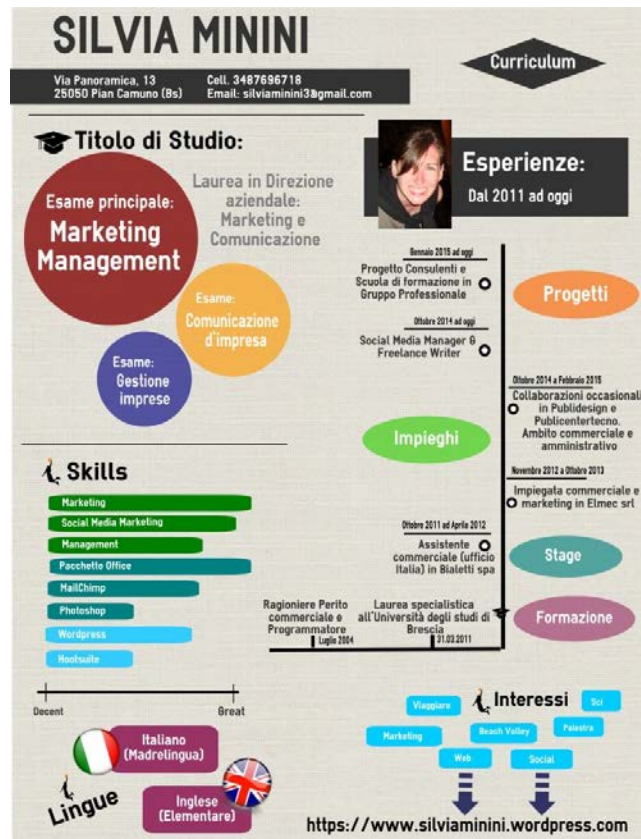 SILVIA MININI
Curriculum
Via Panoramica, 13
25050 Pian Camuno (Bs)
Cell. 3487696718
Email: silviaminini3@gmail.com
Titolo di Studio:
Esame principale:
Marketing
Management
Laurea in Direzione
aziendale:
Marketing e
Comunicazione
Esame:
Comunicazione
d'impresa
Esame:
Gestione
imprese
Esperienze:
Dal 2011 ad oggi
Gennaio 2015 ad oggi
Progetto Consulenti e
Scuola di formazione in
Gruppo Professionale
Progetti
Ottobre 2014 ad oggi
Social Media Manager &
Freelance Writer
Ottobre 2014 a Febbraio 2015
Collaborazioni occasionali
in Publidesign e
Publicentertecno.
Ambito commerciale e
amministrativo
Impieghi
Novembre 2012 a Ottobre 2013
Impiegata commerciale e
marketing in Elmec srl
Ottobre 2011 ad Aprile 2012
Assistente
commerciale (ufficio
Italia) in Bialetti spa
Stage
Formazione
Ragioniere Perito
commerciale e
Programmatore
Luglio 2004
Laurea specialistica
all'Università degli studi di
Brescia
31.03.2011
Skills
Marketing
Social Media Marketing
Management
Pacchetto Office
MailChimp
Photoshop
Wordpress
Hootsuite
Decent
Great
Lingue
Italiano
(Madrelingua)
Inglese
(Elementare)
Interessi
Viaggiare
Sci
Marketing
Beach Volley
Palestra
Web
Social
https://www.silviaminini.wordpress.com